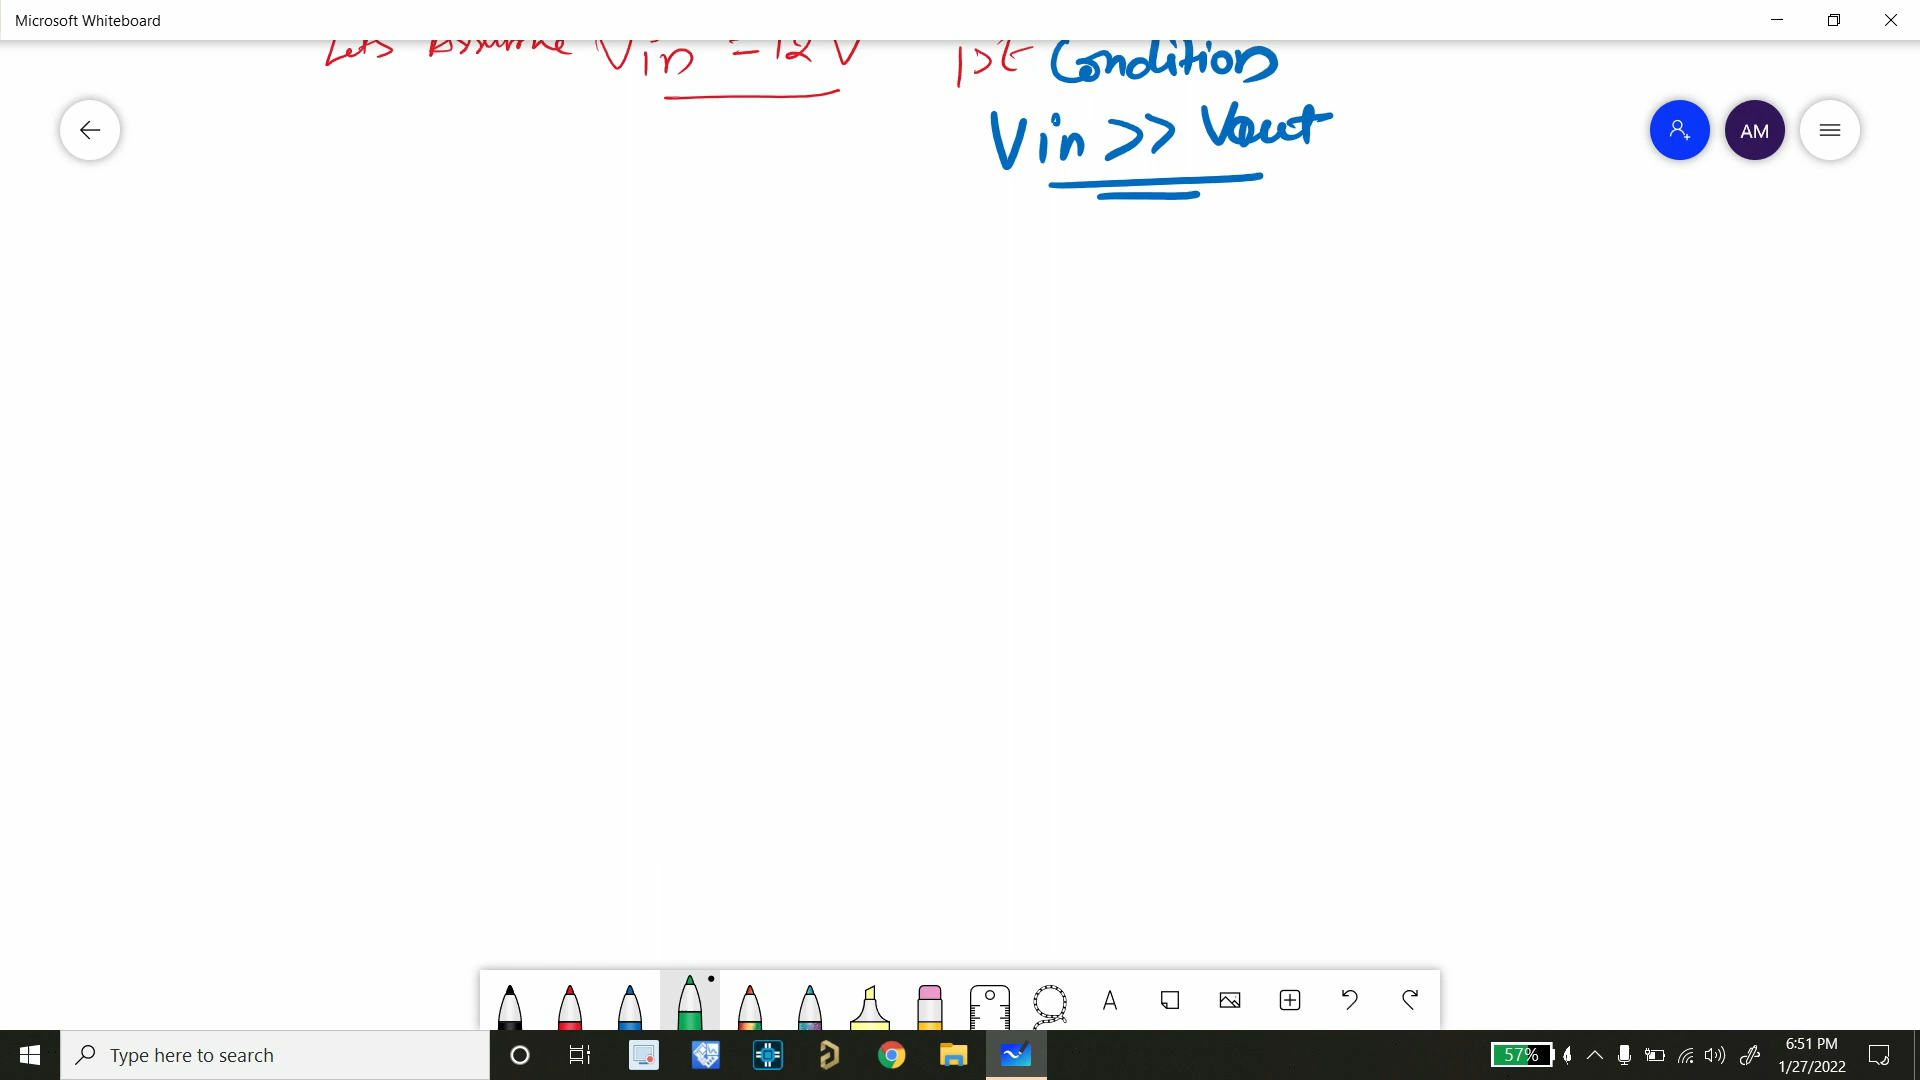 Microsoft Whiteboard
Lets Assume Vin = 12 V
1st Condition
Vin >> Vout
AM
A
Type here to search
57%
6:51 PM
1/27/2022